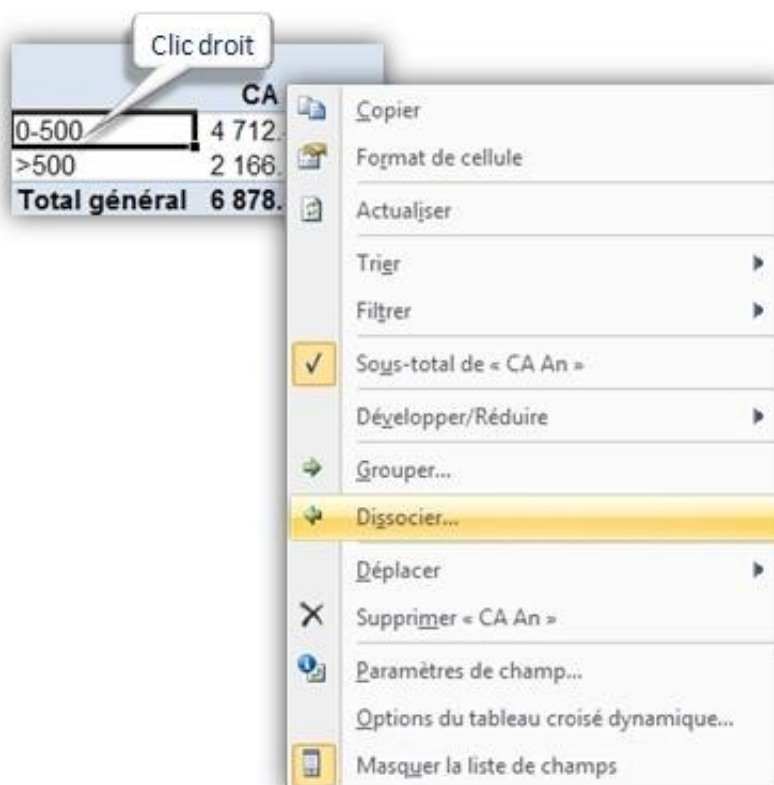 Clic droit
CA
0-500 4 712.
>500 2 166.
Total général 6 878.
Copier
Format de cellule
Actualiser
Trier
Filtrer
Sous-total de « CA An »
Développer/Réduire
Grouper...
Dissocier...
Déplacer
Supprimer « CA An »
Paramètres de champ...
Options du tableau croisé dynamique...
Masquer la liste de champs